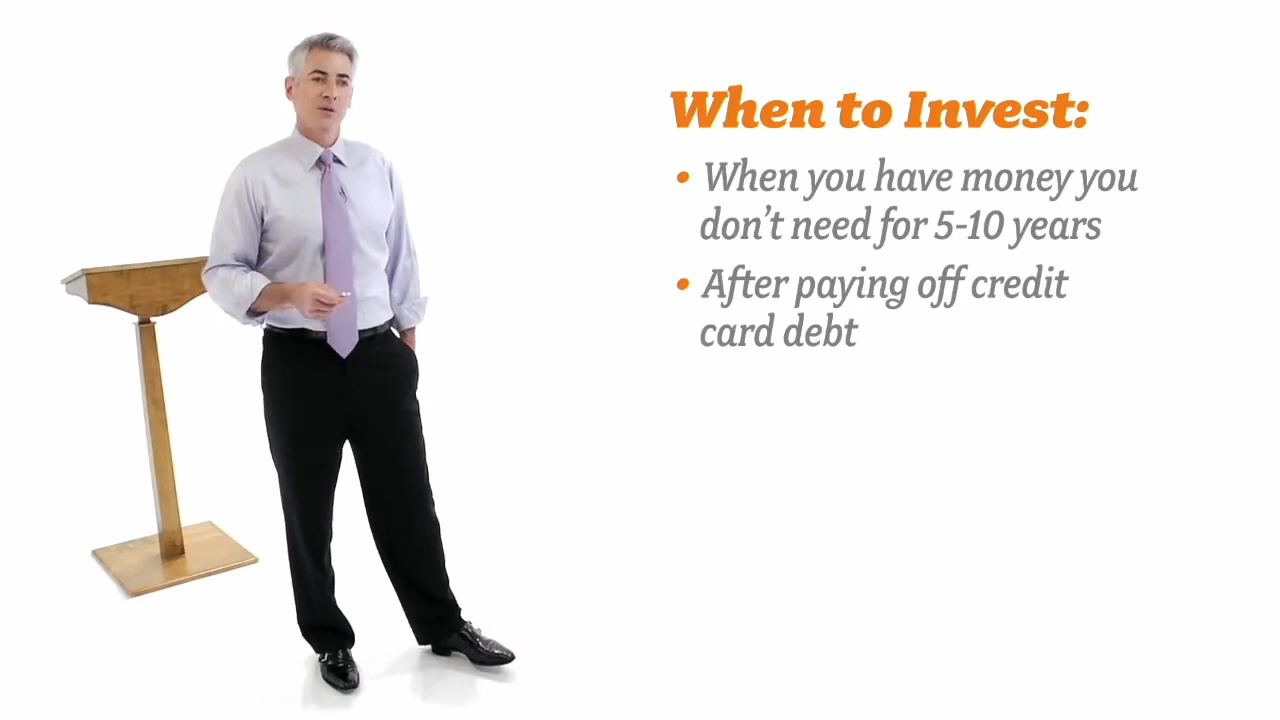 When to Invest:
• When you have money you
don't need for 5-10 years
• After paying off credit
card debt